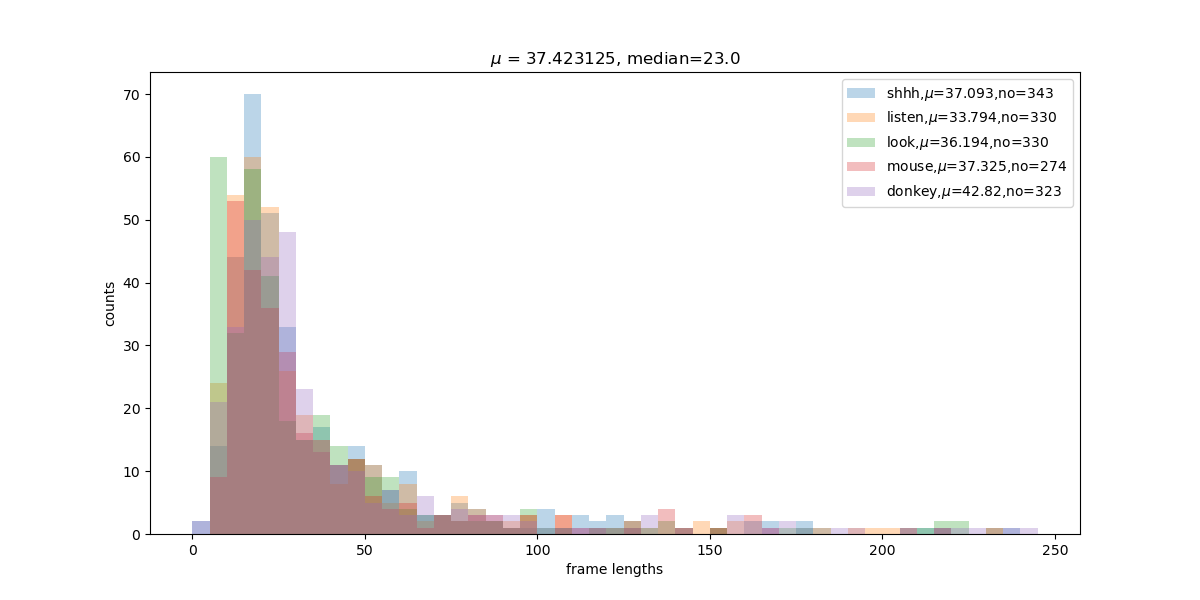 μ = 37.423125, median=23.0
shhh,μ=37.093,no=343
listen,μ=33.794,no=330
look,μ=36.194,no=330
mouse,μ=37.325,no=274
donkey,μ=42.82,no=323
70
60
50
40
30
20
10
0
counts
0 50 100 150 200 250
frame lengths